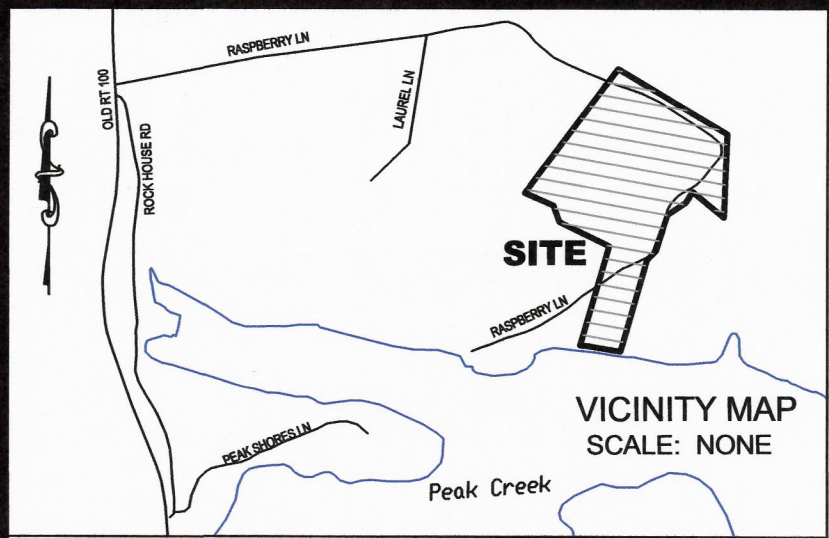 RASPBERRY LN
OLD RT 100
LAUREL LN
ROCK HOUSE RD
SITE
RASPBERRY LN
VICINITY MAP
SCALE: NONE
PEAK SHORES LN
Peak Creek